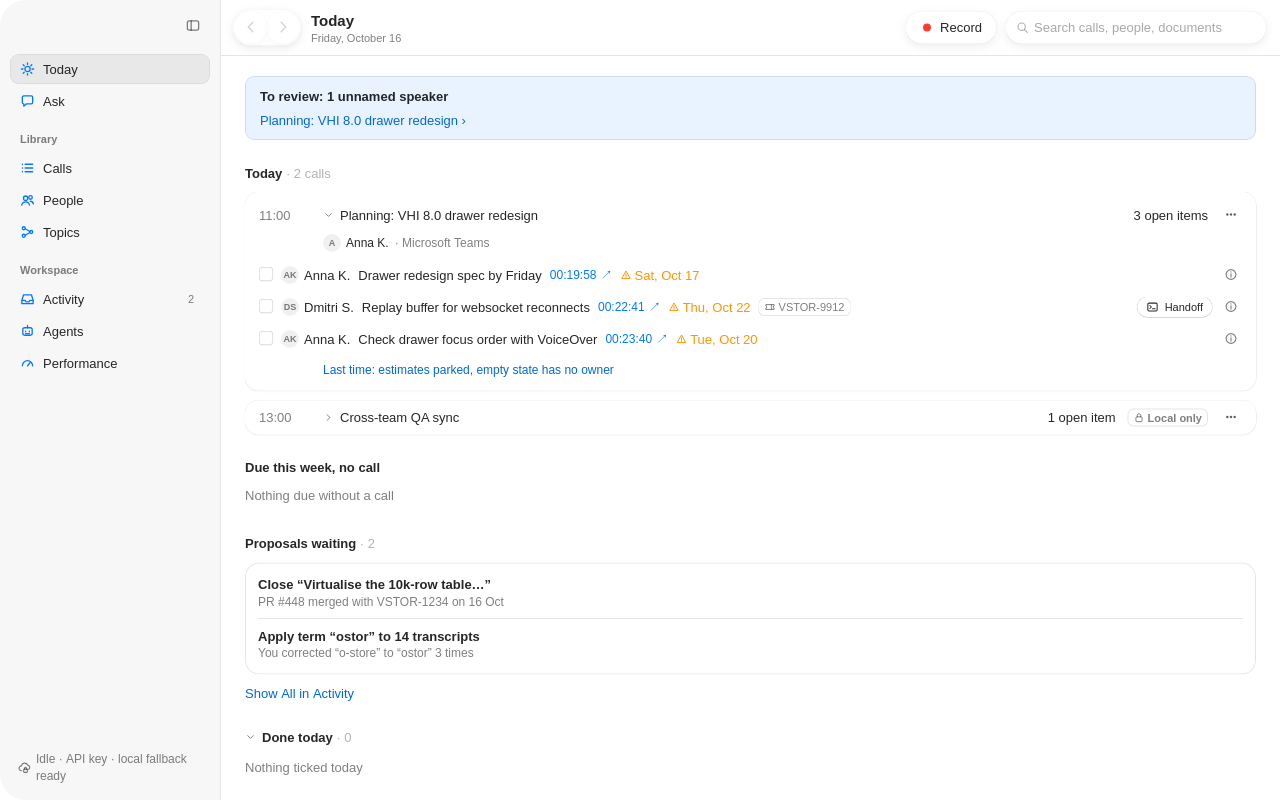 Today
Friday, October 16
Record
Search calls, people, documents
Today
Ask
Library
Calls
People
Topics
Workspace
Activity 2
Agents
Performance
Idle · API key · local fallback
ready
To review: 1 unnamed speaker
Planning: VHI 8.0 drawer redesign ›
Today · 2 calls
11:00 Planning: VHI 8.0 drawer redesign 3 open items
A Anna K. · Microsoft Teams
AK Anna K. Drawer redesign spec by Friday 00:19:58 Sat, Oct 17
DS Dmitri S. Replay buffer for websocket reconnects 00:22:41 Thu, Oct 22 VSTOR-9912 Handoff
AK Anna K. Check drawer focus order with VoiceOver 00:23:40 Tue, Oct 20
Last time: estimates parked, empty state has no owner
13:00 Cross-team QA sync 1 open item Local only
Due this week, no call
Nothing due without a call
Proposals waiting · 2
Close “Virtualise the 10k-row table…”
PR #448 merged with VSTOR-1234 on 16 Oct
Apply term “ostor” to 14 transcripts
You corrected “o-store” to “ostor” 3 times
Show All in Activity
Done today · 0
Nothing ticked today